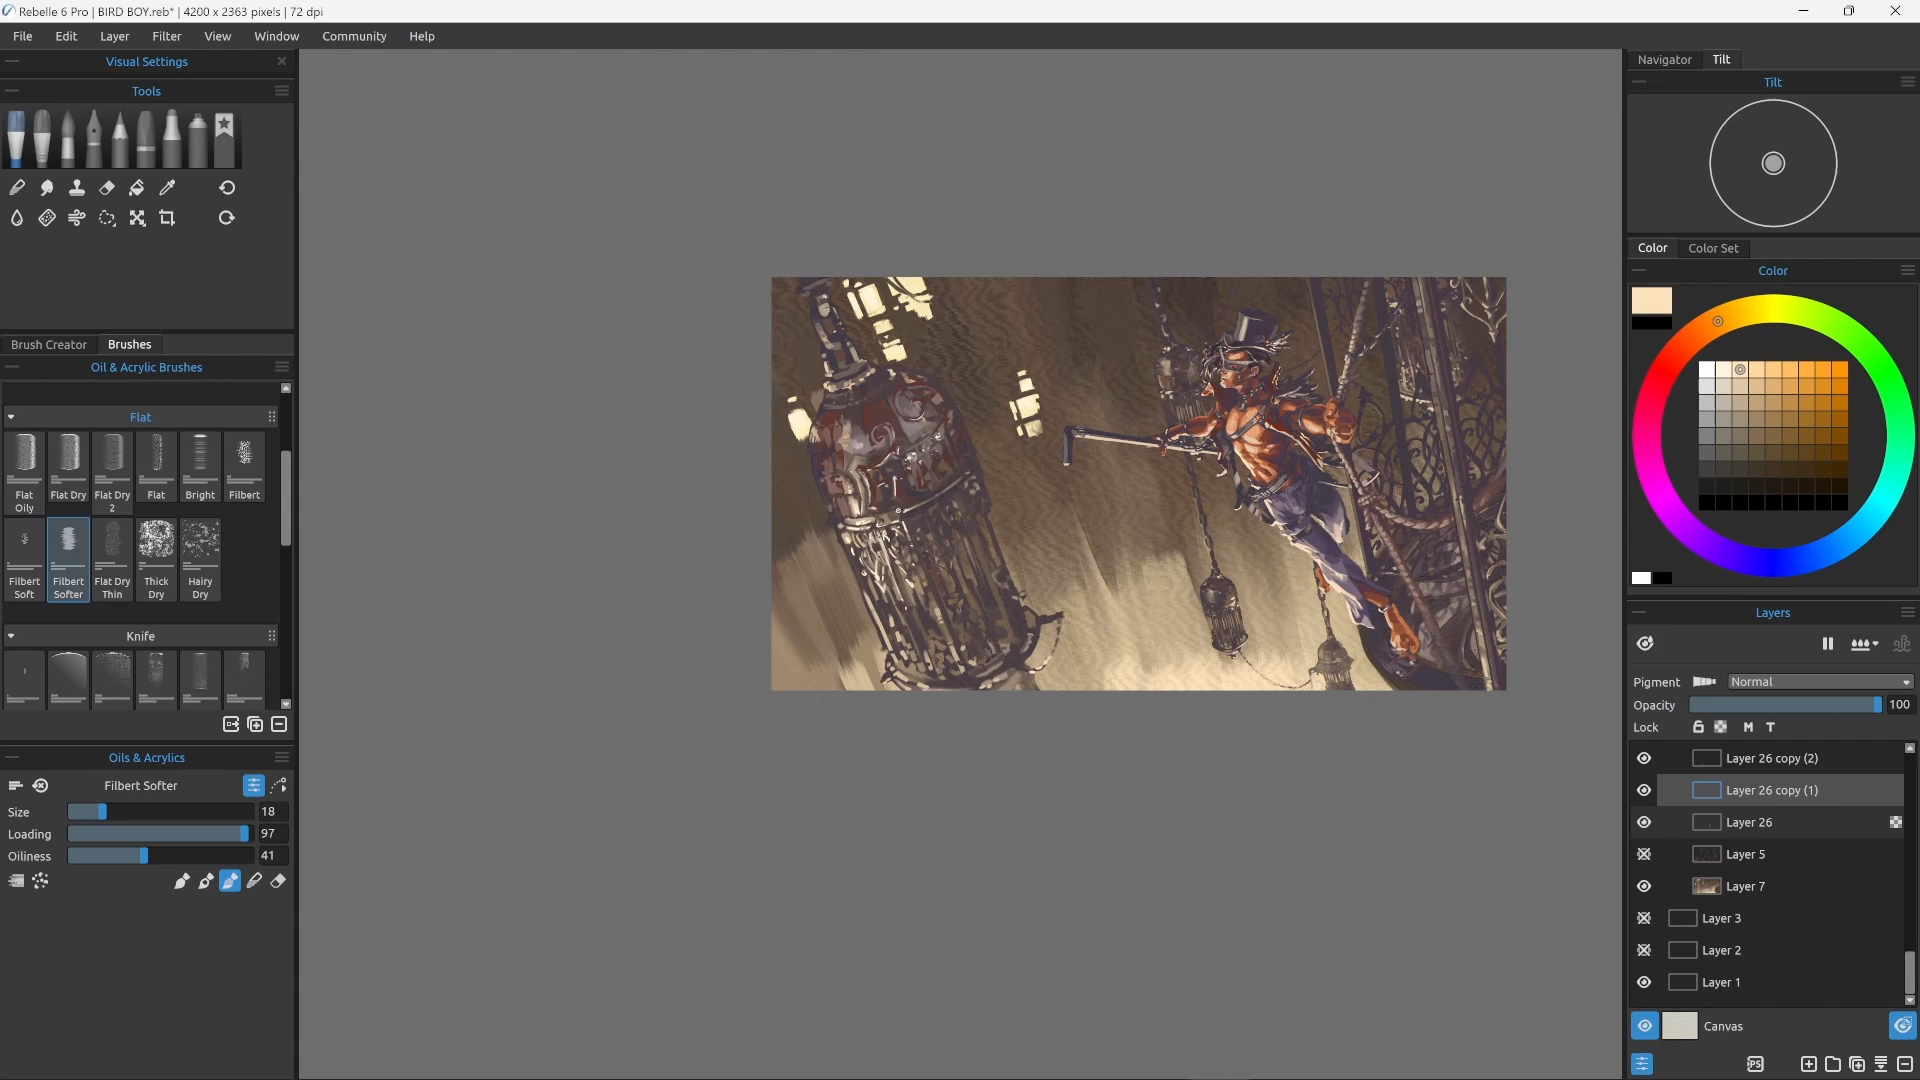 Rebelle 6 Pro | BIRD BOY.reb* | 4200 x 2363 pixels | 72 dpi
File Edit Layer Filter View Window Community Help
Visual Settings
Tools
Brush Creator Brushes
Oil & Acrylic Brushes
Flat
Flat Oily
Flat Dry
Flat Dry 2
Flat
Bright
Filbert
Filbert Soft
Filbert Softer
Flat Dry Thin
Thick Dry
Hairy Dry
Knife
Oils & Acrylics
Filbert Softer
Size 18
Loading 97
Oiliness 41
Navigator Tilt
Tilt
Color Color Set
Color
Layers
Pigment Normal
Opacity 100
Lock M T
Layer 26 copy (2)
Layer 26 copy (1)
Layer 26
Layer 5
Layer 7
Layer 3
Layer 2
Layer 1
Canvas
PS